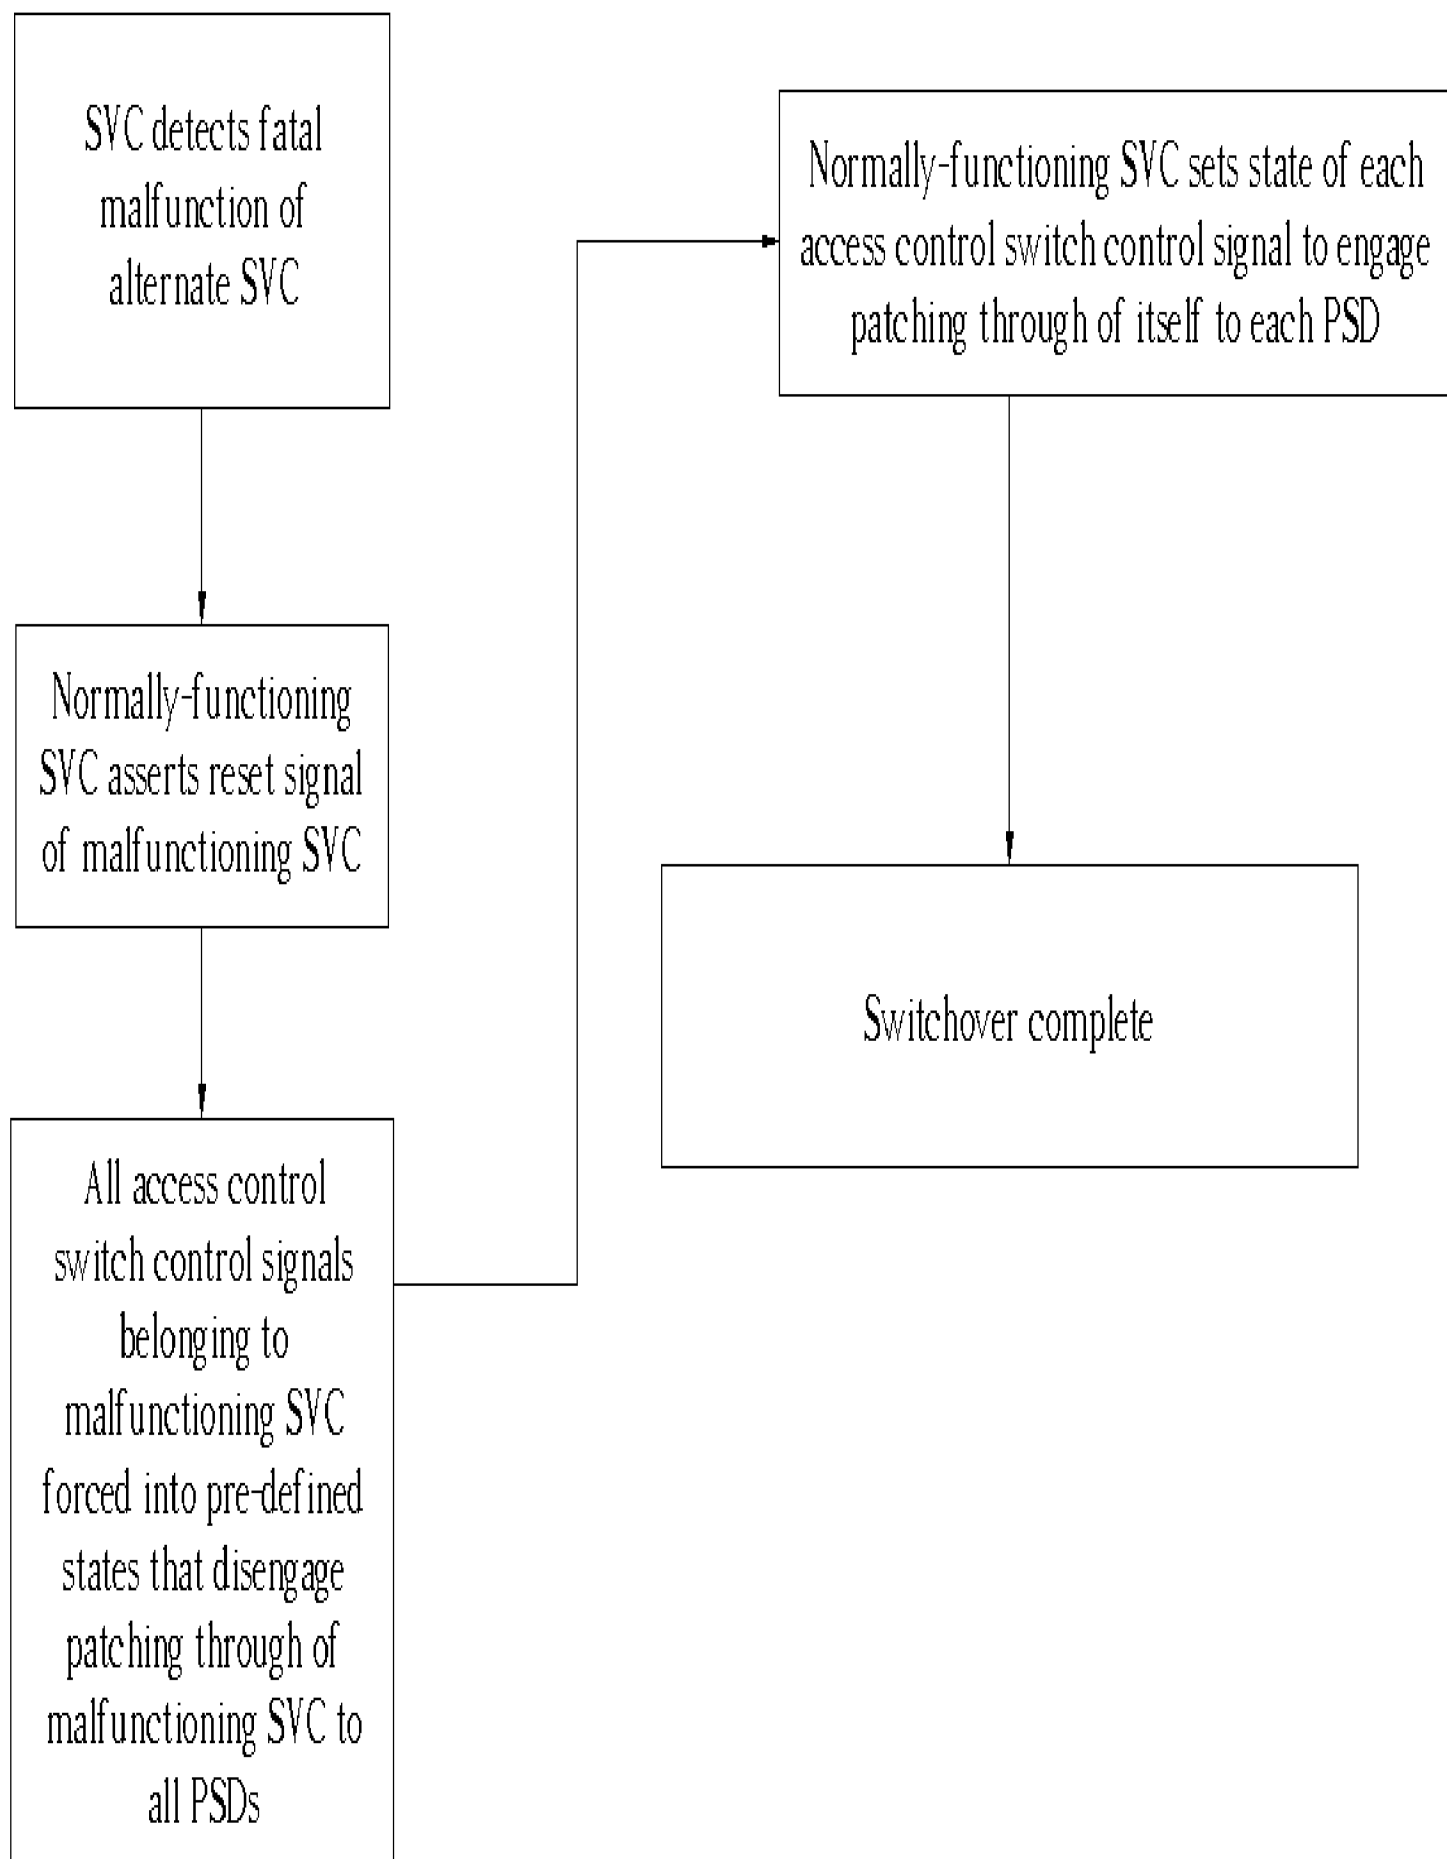 SVC detects fatal
malfunction of
alternate SVC
Normally-functioning
SVC asserts reset signal
of malfunctioning SVC
All access control
switch control signals
belonging to
malfunctioning SVC
forced into pre-defined
states that disengage
patching through of
malfunctioning SVC to
all PSDs
Normally-functioning SVC sets state of each
access control switch control signal to engage
patching through of itself to each PSD
Switchover complete